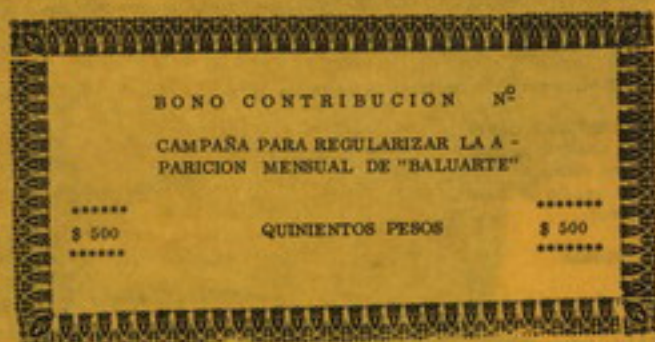 BONO CONTRIBUCION Nº
CAMPAÑA PARA REGULARIZAR LA A -
PARICION MENSUAL DE "BALUARTE"
$ 500 QUINIENTOS PESOS $ 500